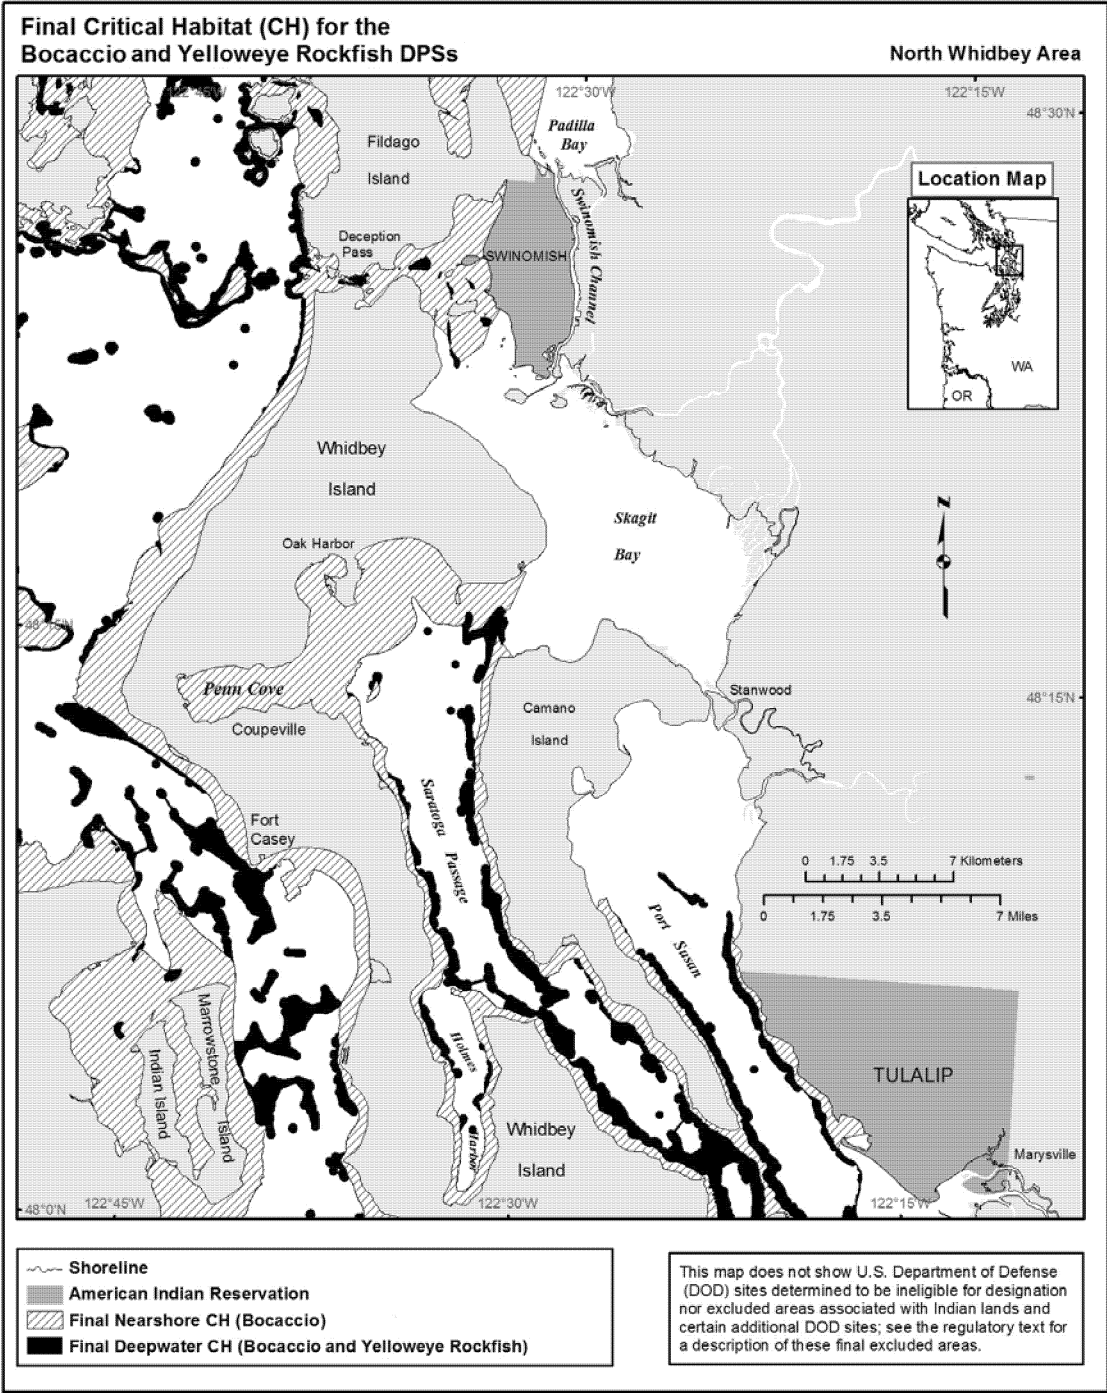 Final Critical Habitat (CH) for the
Bocaccio and Yelloweye Rockfish DPSs
North Whidbey Area
122°45'W
122°30'W
122°15'W
48°30'N
Padilla
Bay
Fildago
Island
Location Map
Swinomish Channel
Deception
Pass
SWINOMISH
WA
OR
Whidbey
Island
Skagit
Bay
N
Oak Harbor
48°15'N
Penn Cove
Stanwood
48°15'N
Coupeville
Camano
Island
Saratoga Passage
Fort
Casey
0 1.75 3.5 7 Kilometers
0 1.75 3.5 7 Miles
Port Susan
Marrowstone Island
Indian Island
Holmes Harbor
TULALIP
Whidbey
Island
Marysville
48°0'N
122°45'W
122°30'W
122°15'W
Shoreline
American Indian Reservation
Final Nearshore CH (Bocaccio)
Final Deepwater CH (Bocaccio and Yelloweye Rockfish)
This map does not show U.S. Department of Defense
(DOD) sites determined to be ineligible for designation
nor excluded areas associated with Indian lands and
certain additional DOD sites; see the regulatory text for
a description of these final excluded areas.